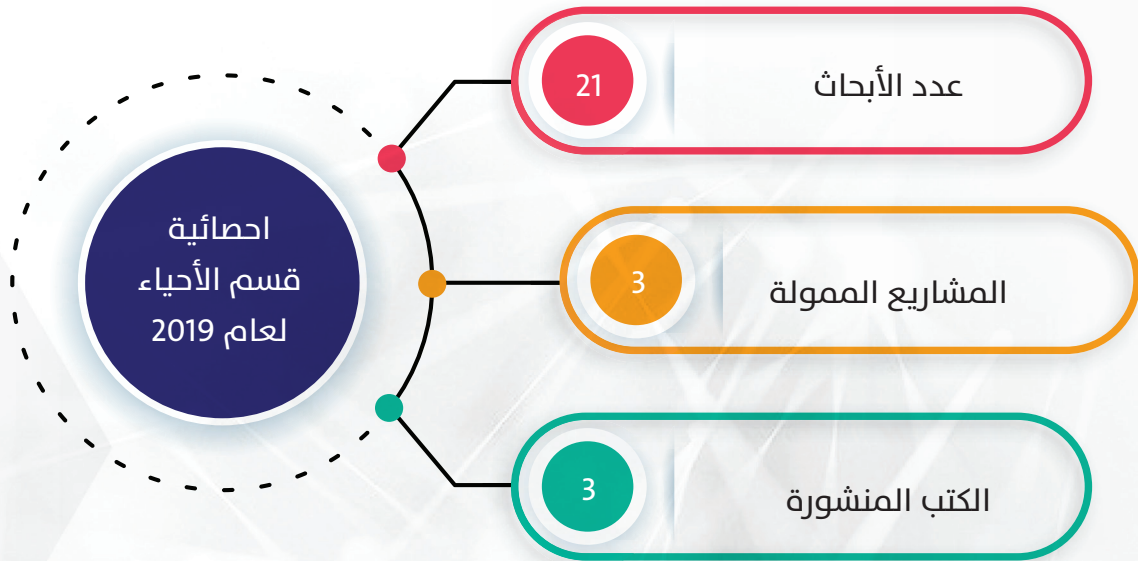 احصائية
قسم الأحياء
لعام 2019
عدد الأبحاث
21
المشاريع الممولة
3
الكتب المنشورة
3